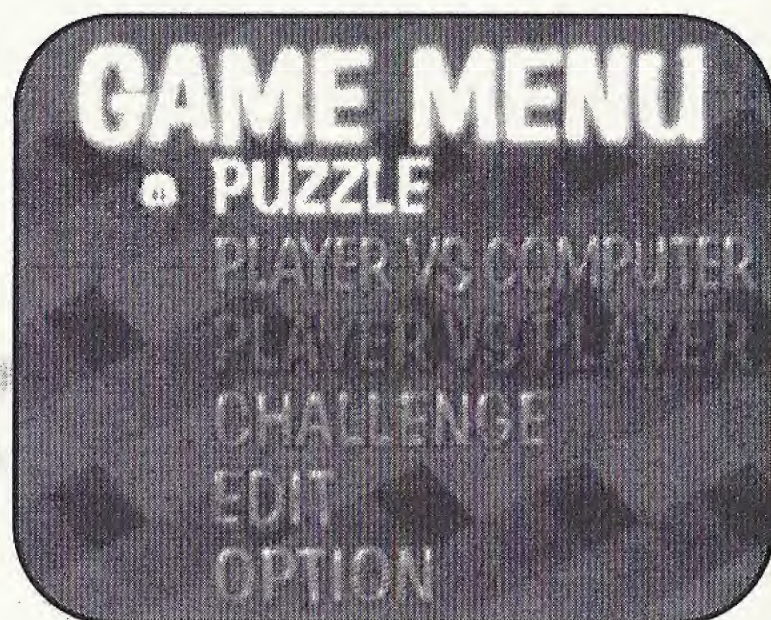 GAME MENU
PUZZLE
PLAYER VS COMPUTER
PLAYER VS PLAYER
CHALLENGE
EDIT
OPTION